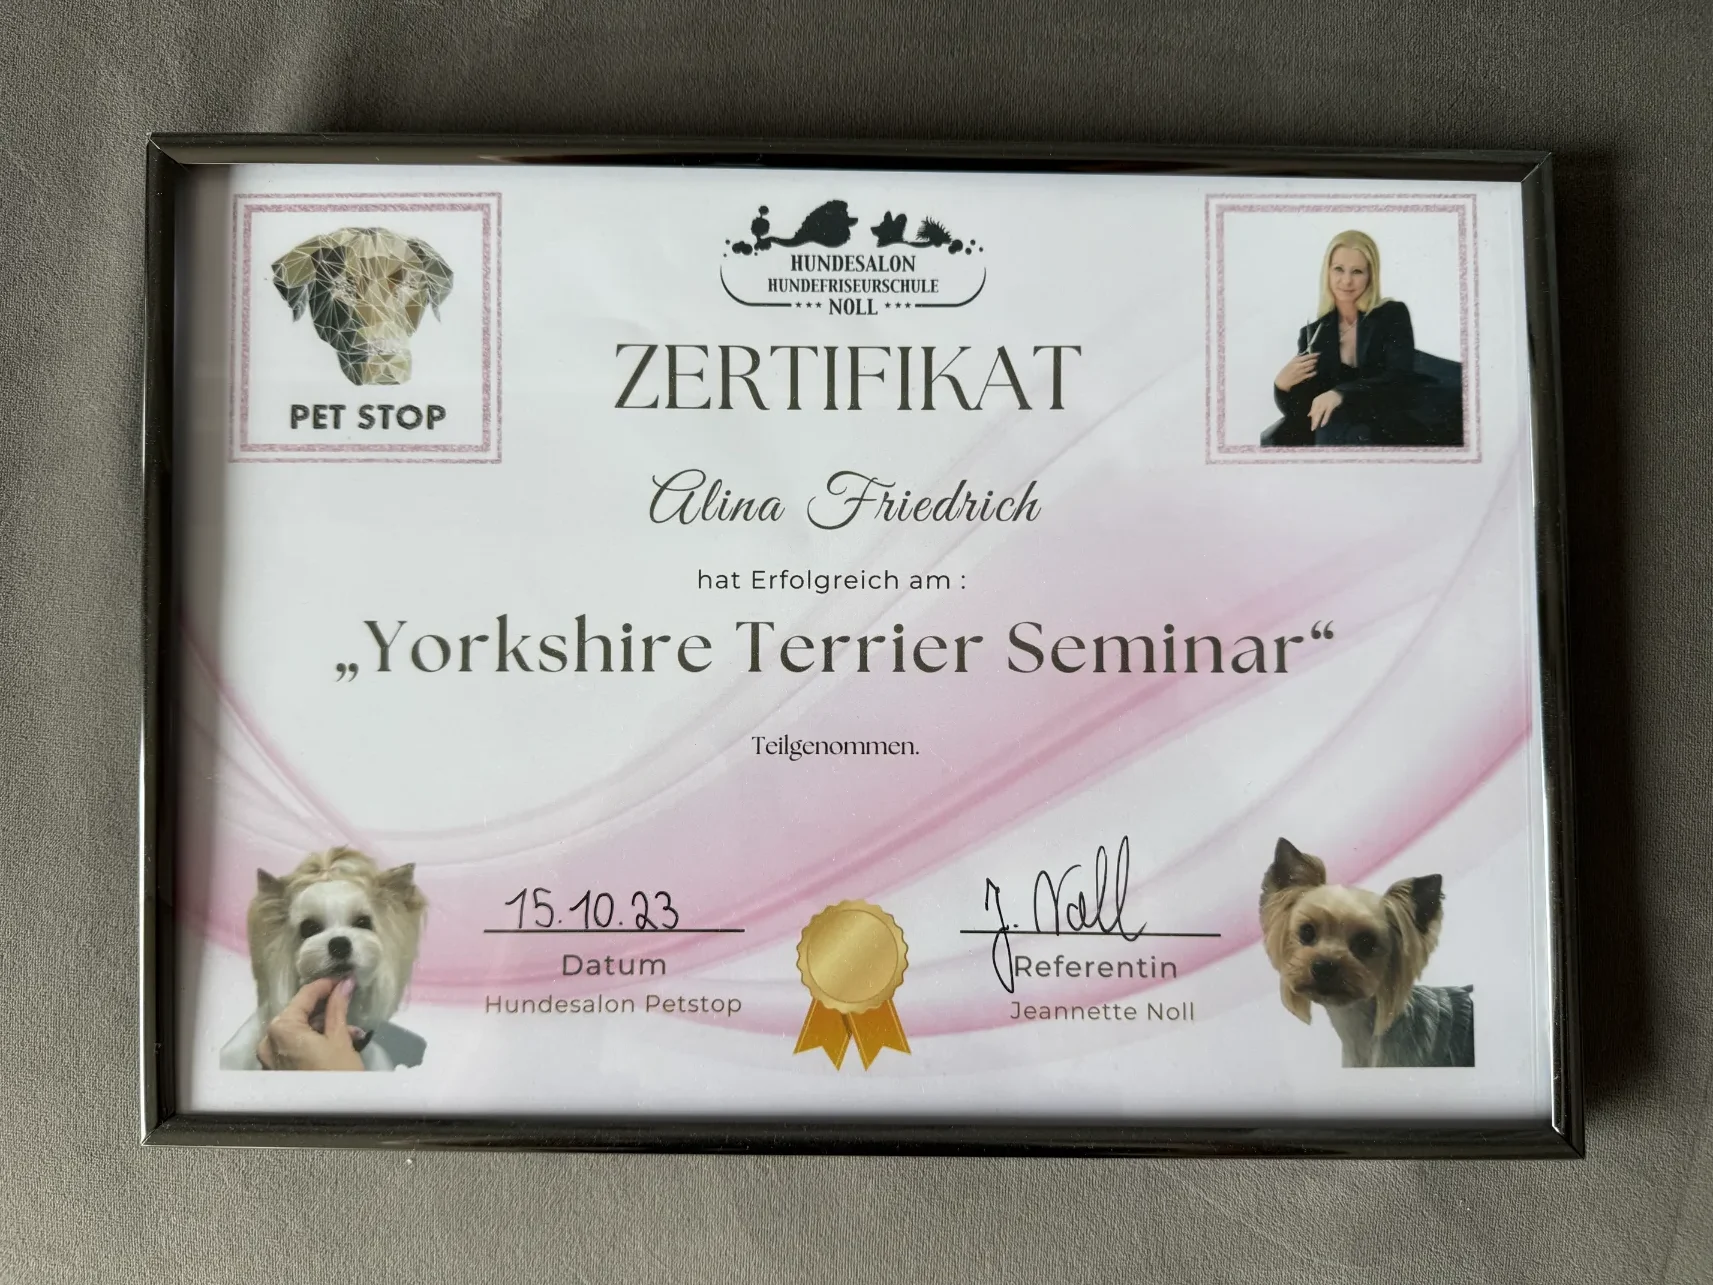 HUNDESALON
HUNDEFRISEURSCHULE
NOLL
PET STOP
ZERTIFIKAT
Alina Friedrich
hat Erfolgreich am :
„Yorkshire Terrier Seminar“
Teilgenommen.
15.10.23
J. Noll
Datum
Referentin
Hundesalon Petstop
Jeannette Noll